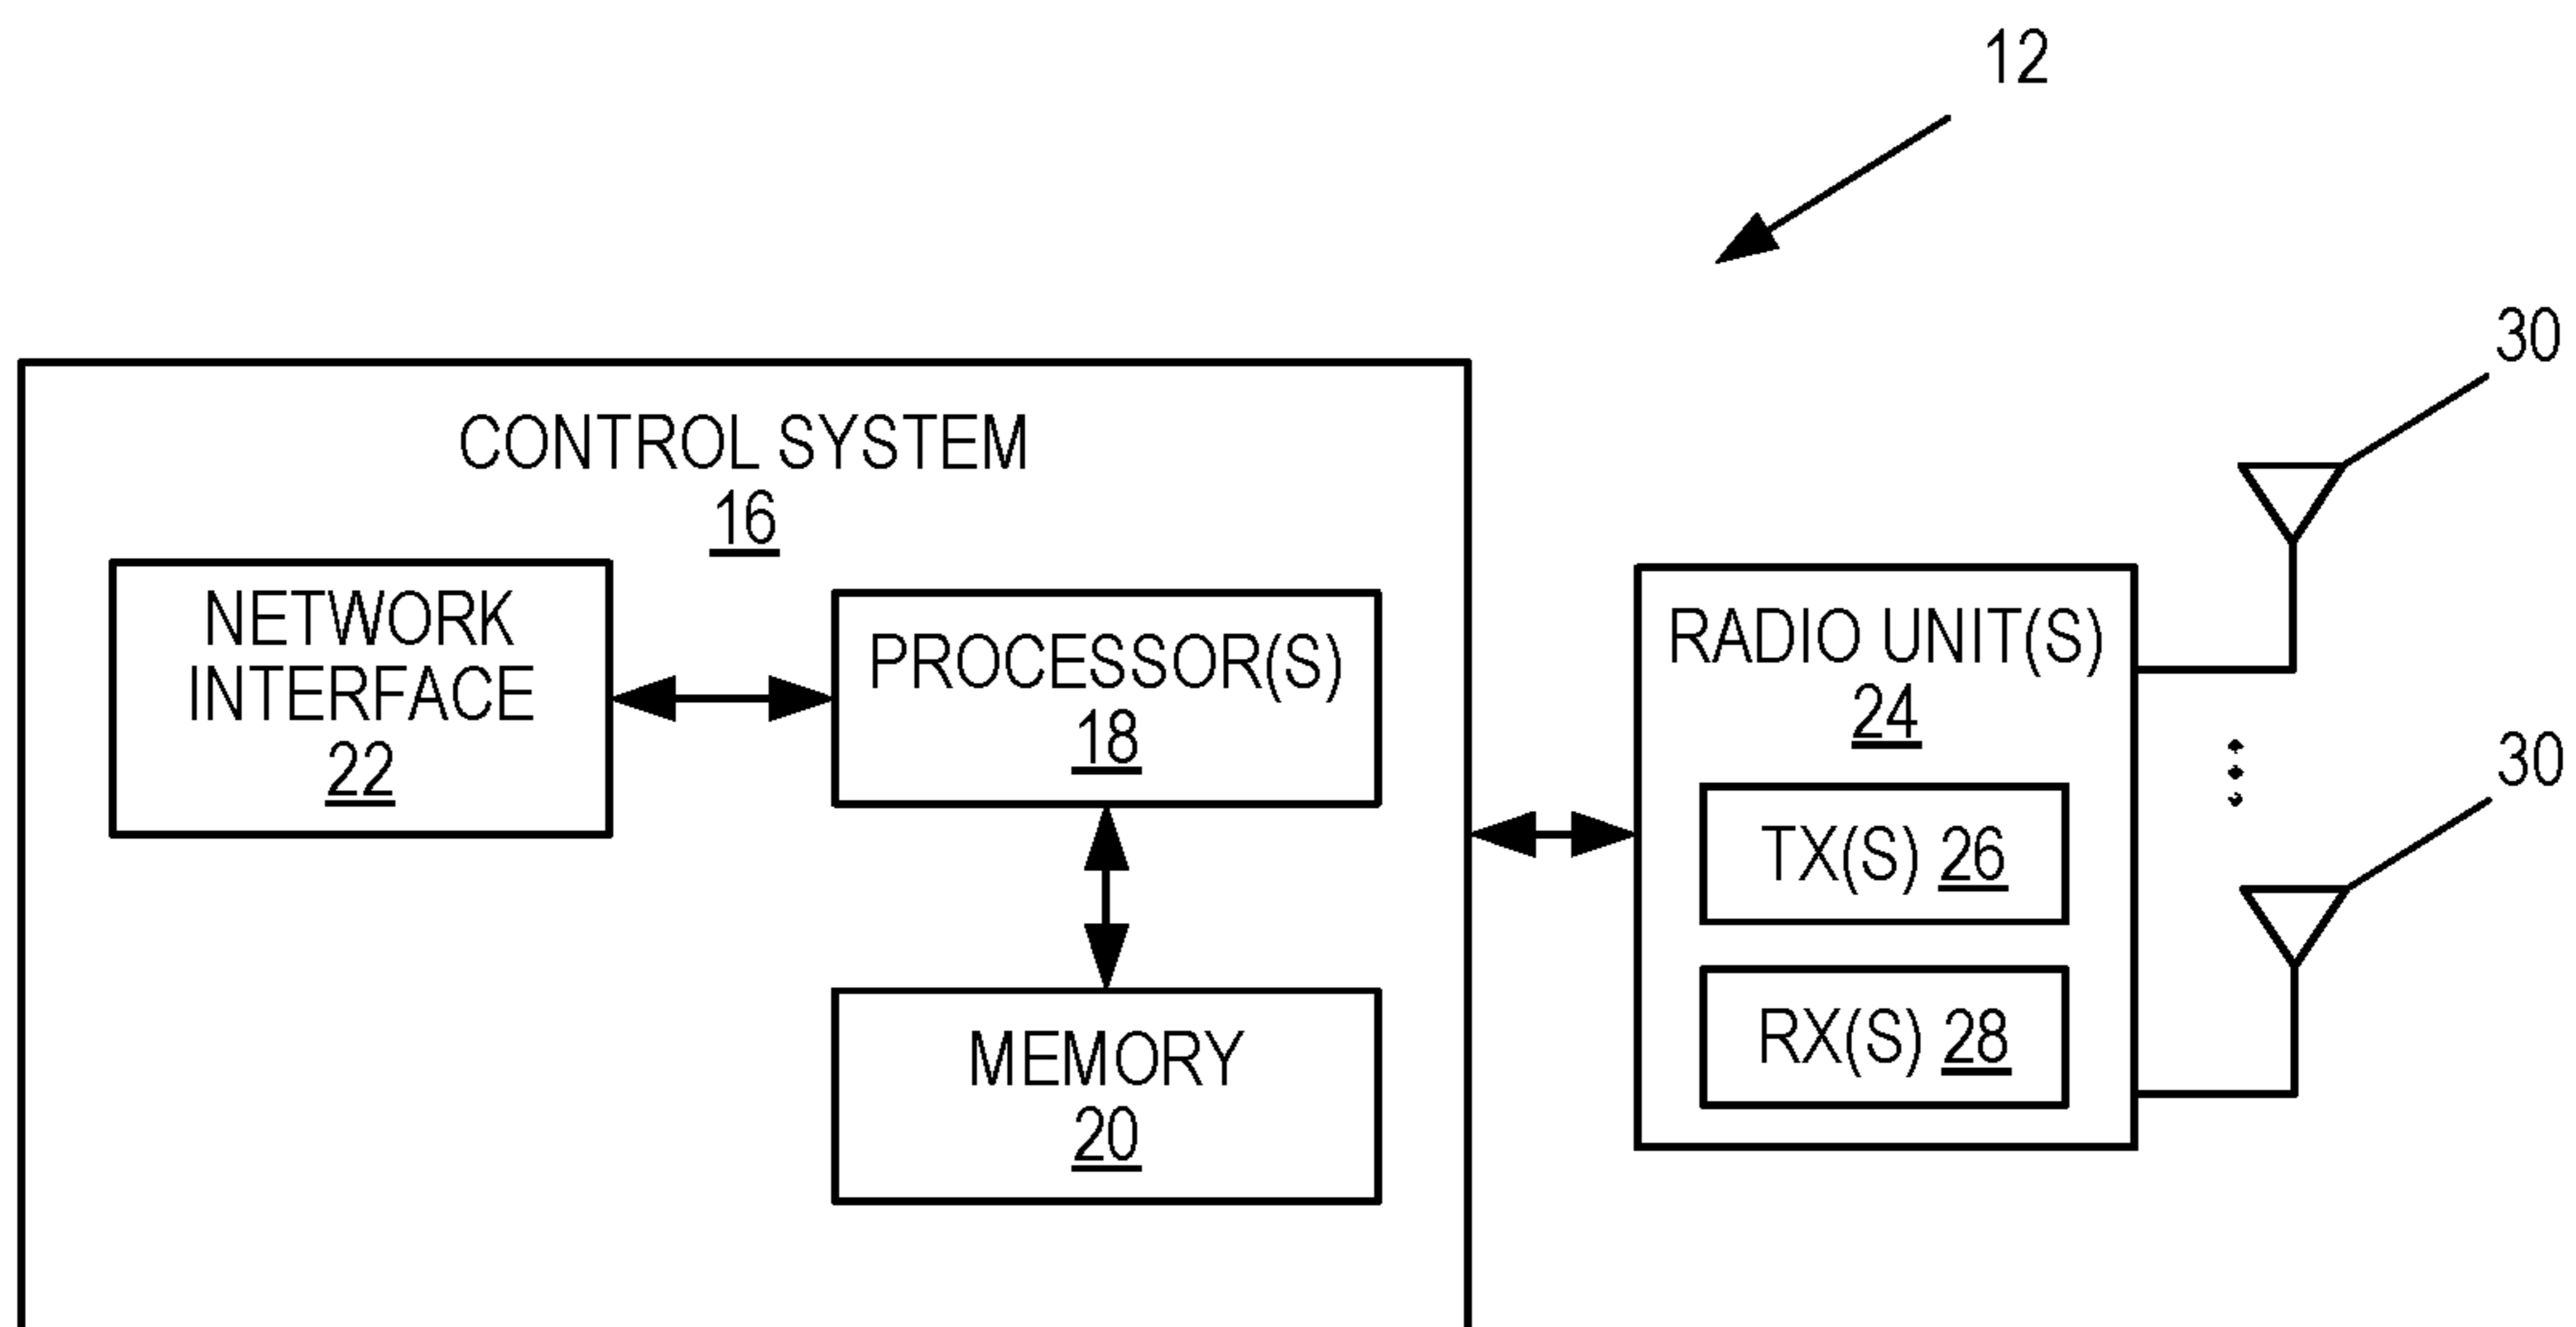 12
30
CONTROL SYSTEM
16
NETWORK
INTERFACE
22
PROCESSOR(S)
18
MEMORY
20
RADIO UNIT(S)
24
TX(S) 26
RX(S) 28
30